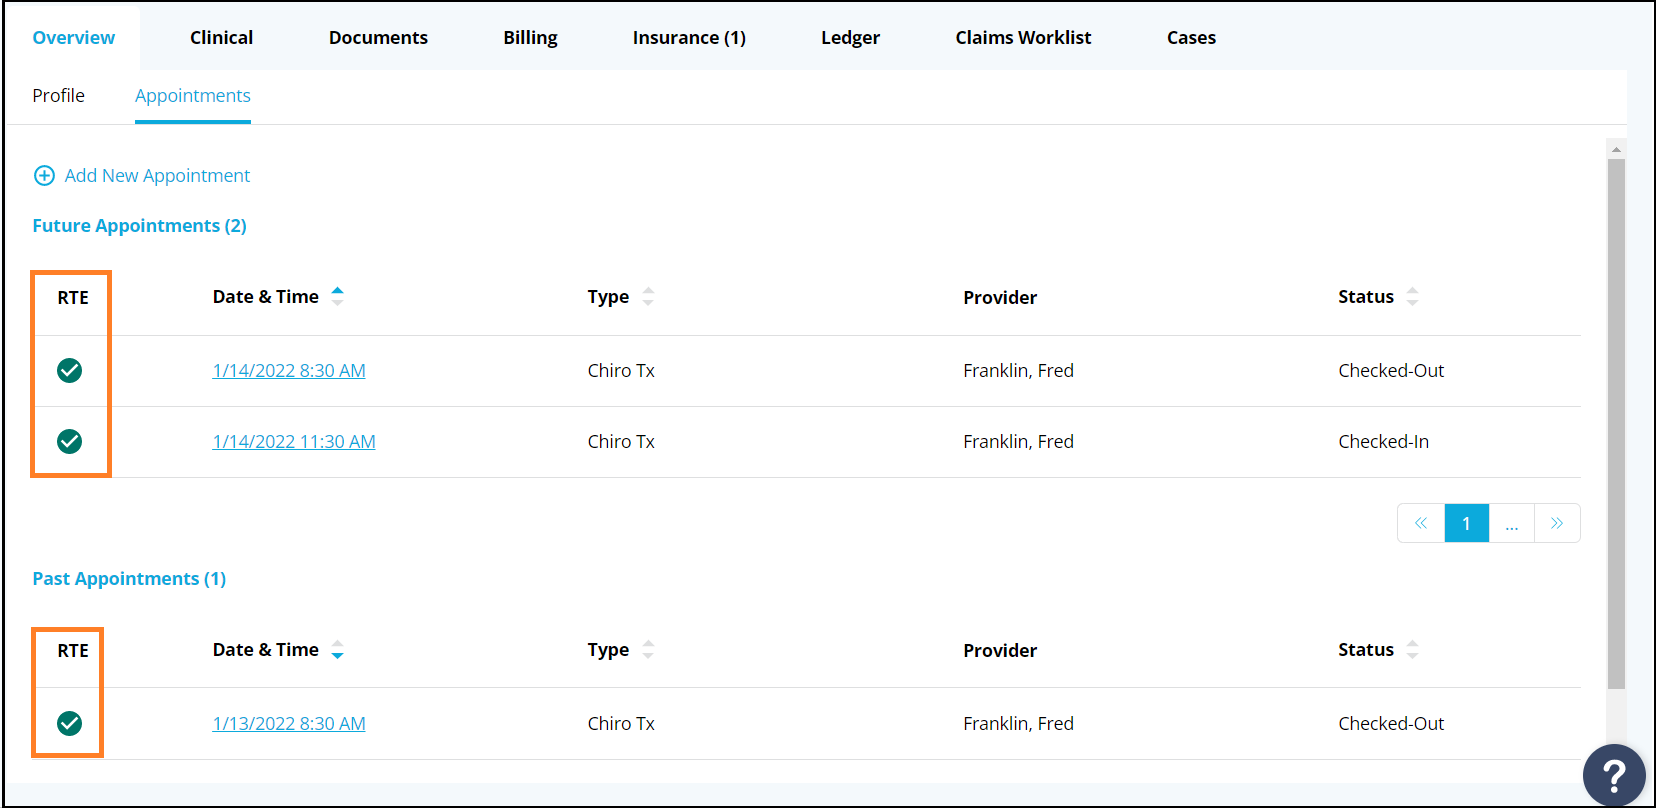 Overview Clinical Documents Billing Insurance (1) Ledger Claims Worklist Cases
Profile Appointments
Add New Appointment
Future Appointments (2)
RTE Date & Time Type Provider Status
1/14/2022 8:30 AM Chiro Tx Franklin, Fred Checked-Out
1/14/2022 11:30 AM Chiro Tx Franklin, Fred Checked-In
« 1 ... »
Past Appointments (1)
RTE Date & Time Type Provider Status
1/13/2022 8:30 AM Chiro Tx Franklin, Fred Checked-Out
?